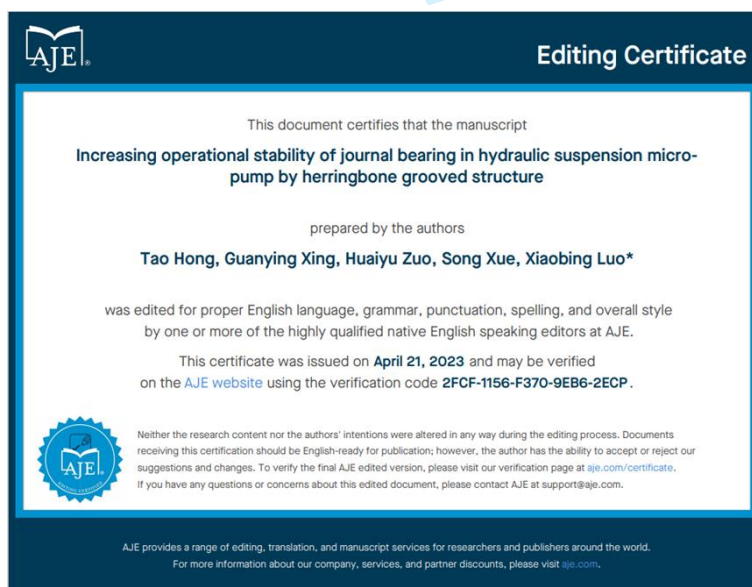 AJE®
Editing Certificate
This document certifies that the manuscript
Increasing operational stability of journal bearing in hydraulic suspension micro-
pump by herringbone grooved structure
prepared by the authors
Tao Hong, Guanying Xing, Huaiyu Zuo, Song Xue, Xiaobing Luo*
was edited for proper English language, grammar, punctuation, spelling, and overall style
by one or more of the highly qualified native English speaking editors at AJE.
This certificate was issued on April 21, 2023 and may be verified
on the AJE website using the verification code 2FCF-1156-F370-9EB6-2ECP.
AJE®
EDITING CERTIFIED
Neither the research content nor the authors' intentions were altered in any way during the editing process. Documents
receiving this certification should be English-ready for publication; however, the author has the ability to accept or reject our
suggestions and changes. To verify the final AJE edited version, please visit our verification page at aje.com/certificate.
If you have any questions or concerns about this edited document, please contact AJE at support@aje.com.
AJE provides a range of editing, translation, and manuscript services for researchers and publishers around the world.
For more information about our company, services, and partner discounts, please visit aje.com.